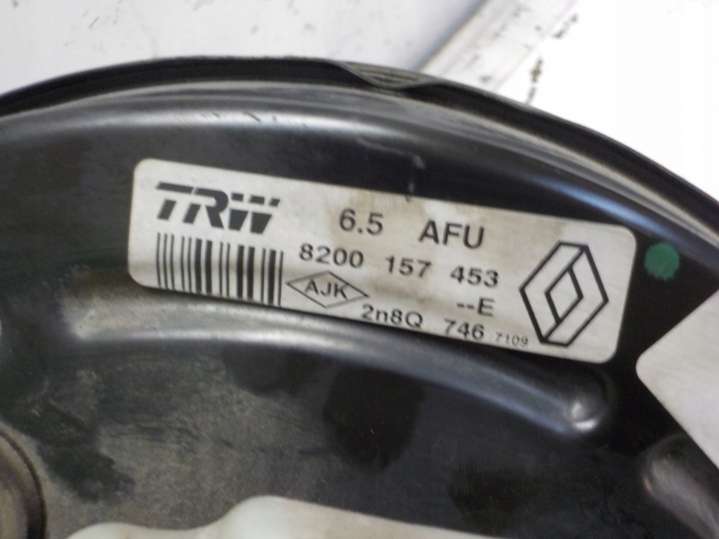 TRW 6.5 AFU
8200 157 453
AJK --E
2n8Q 746 7109